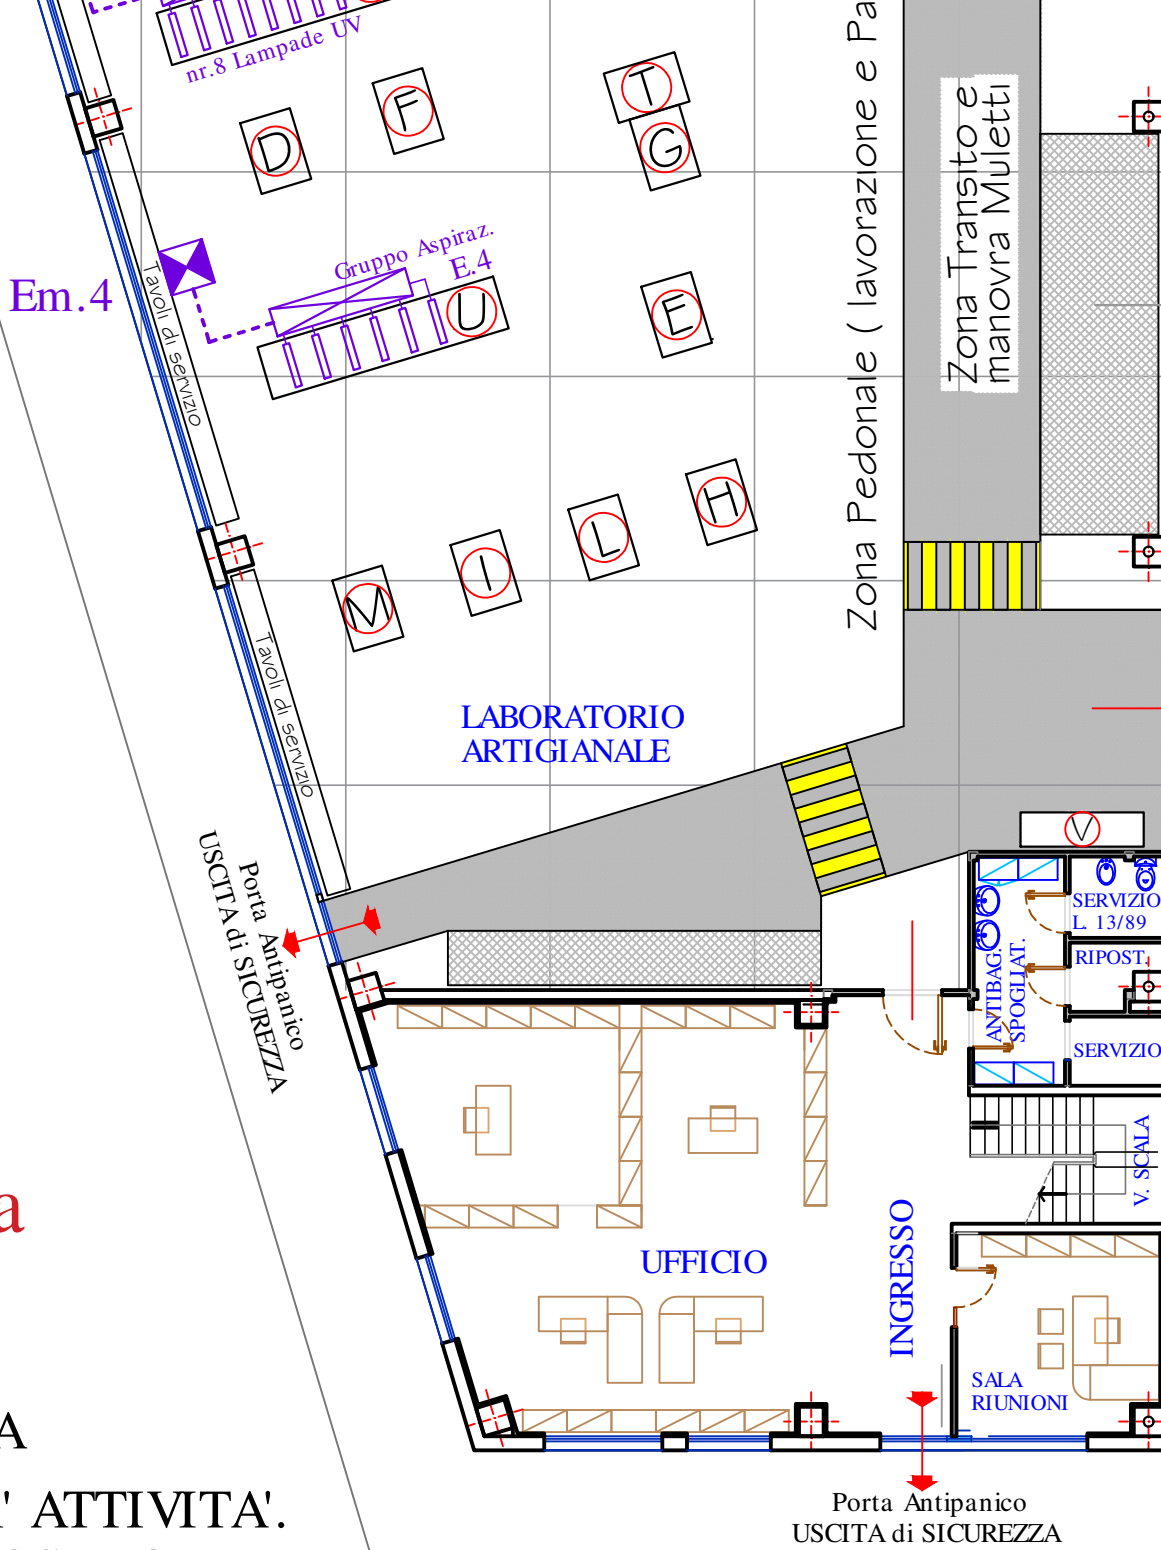 nr.8 Lampade UV
D
F
T
G
Em.4
Tavoli di servizio
Gruppo Aspiraz.
E.4
U
E
Zona Pedonale ( lavorazione e Pa
Zona Transito e
manovra Muletti
M
I
L
H
Tavoli di servizio
LABORATORIO
ARTIGIANALE
V
Porta Antipanico
USCITA di SICUREZZA
ANTIBAG.
SPOGLIAT.
SERVIZIO
L. 13/89
RIPOST.
SERVIZIO
V. SCALA
a
UFFICIO
INGRESSO
SALA
RIUNIONI
A
' ATTIVITA'.
Porta Antipanico
USCITA di SICUREZZA